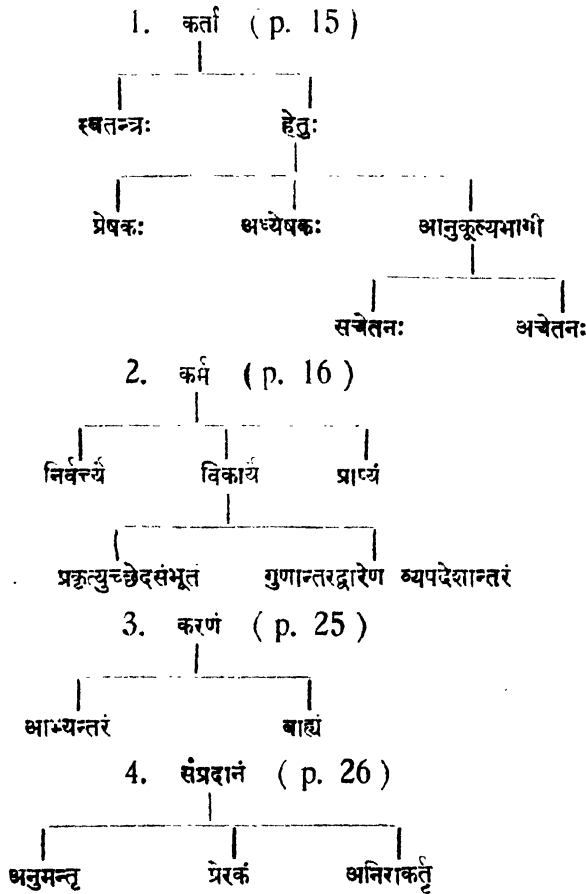 1. कर्ता ( p. 15 )
स्वतन्त्रः हेतुः
प्रेषकः अध्येषकः आनुकूल्यभागी
सचेतनः अचेतनः
2. कर्म ( p. 16 )
निर्वर्त्यं विकार्यं प्राप्यं
प्रकृत्युच्छेदसंभूतं गुणान्तरद्वारेण व्यपदेशान्तरं
3. करणं ( p. 25 )
आभ्यन्तरं बाह्यं
4. संप्रदानं ( p. 26 )
अनुमन्तृ प्रेरकं अनिराकर्तृ